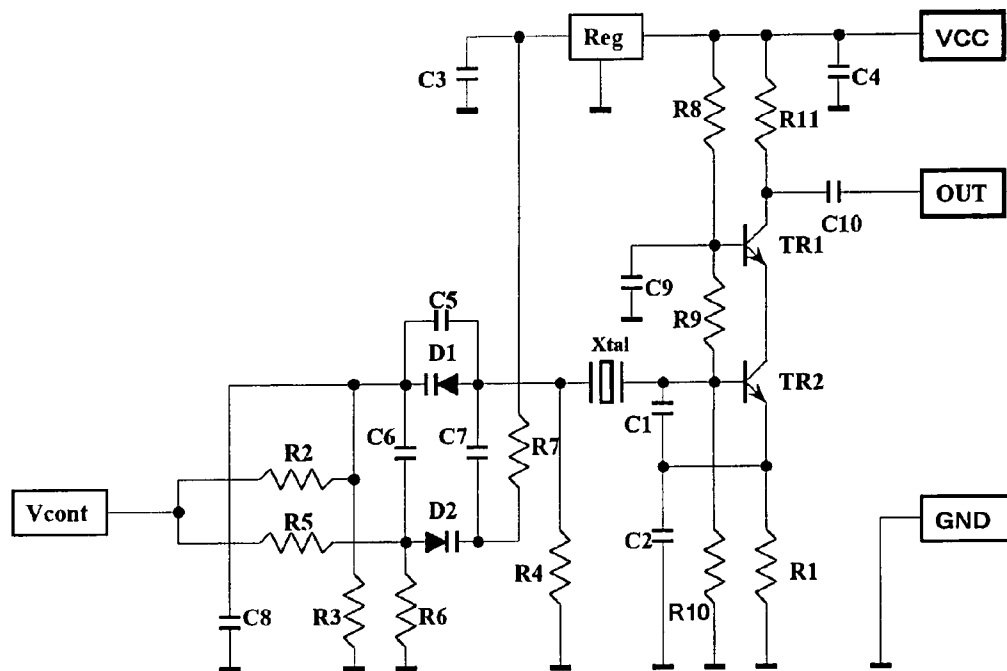 Reg
VCC
C3
C4
R8
R11
OUT
C10
TR1
C9
C5
R9
D1
Xtal
TR2
C6
C7
R7
C1
R2
Vcont
R5
D2
GND
C2
R4
R1
C8
R3
R6
R10